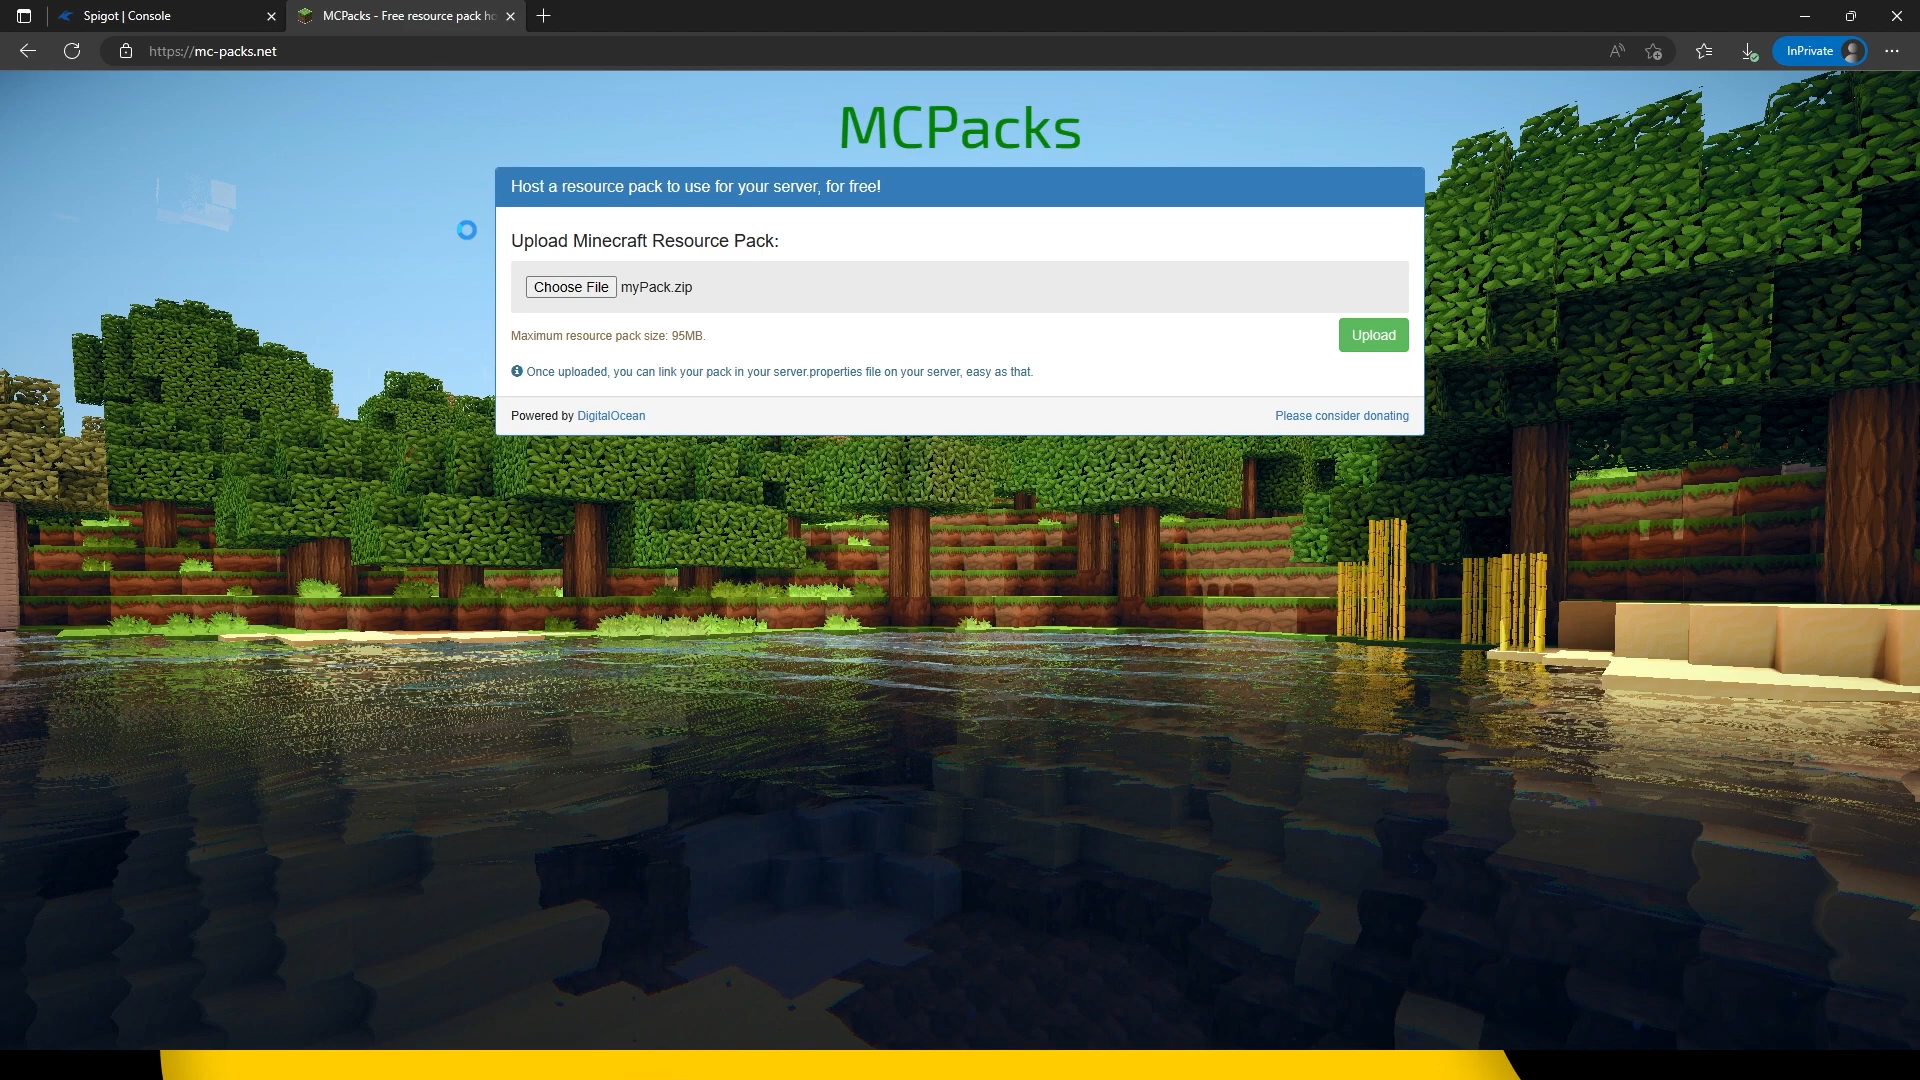 Spigot | Console
MCPacks - Free resource pack ho
https://mc-packs.net
InPrivate
MCPacks
Host a resource pack to use for your server, for free!
Upload Minecraft Resource Pack:
Choose File myPack.zip
Maximum resource pack size: 95MB.
Upload
Once uploaded, you can link your pack in your server.properties file on your server, easy as that.
Powered by DigitalOcean
Please consider donating